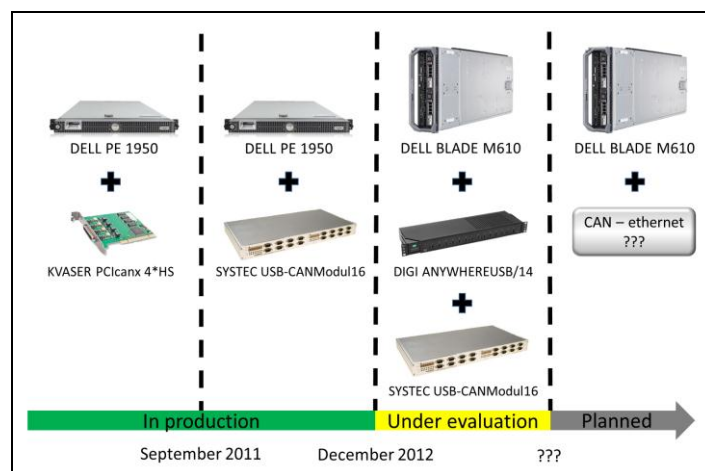 DELL PE 1950
DELL PE 1950
DELL BLADE M610
DELL BLADE M610
KVASER PCIcanx 4*HS
SYSTEC USB-CANModul16
DIGI ANYWHEREUSB/14
CAN – ethernet
???
SYSTEC USB-CANModul16
In production
Under evaluation
Planned
September 2011
December 2012
???